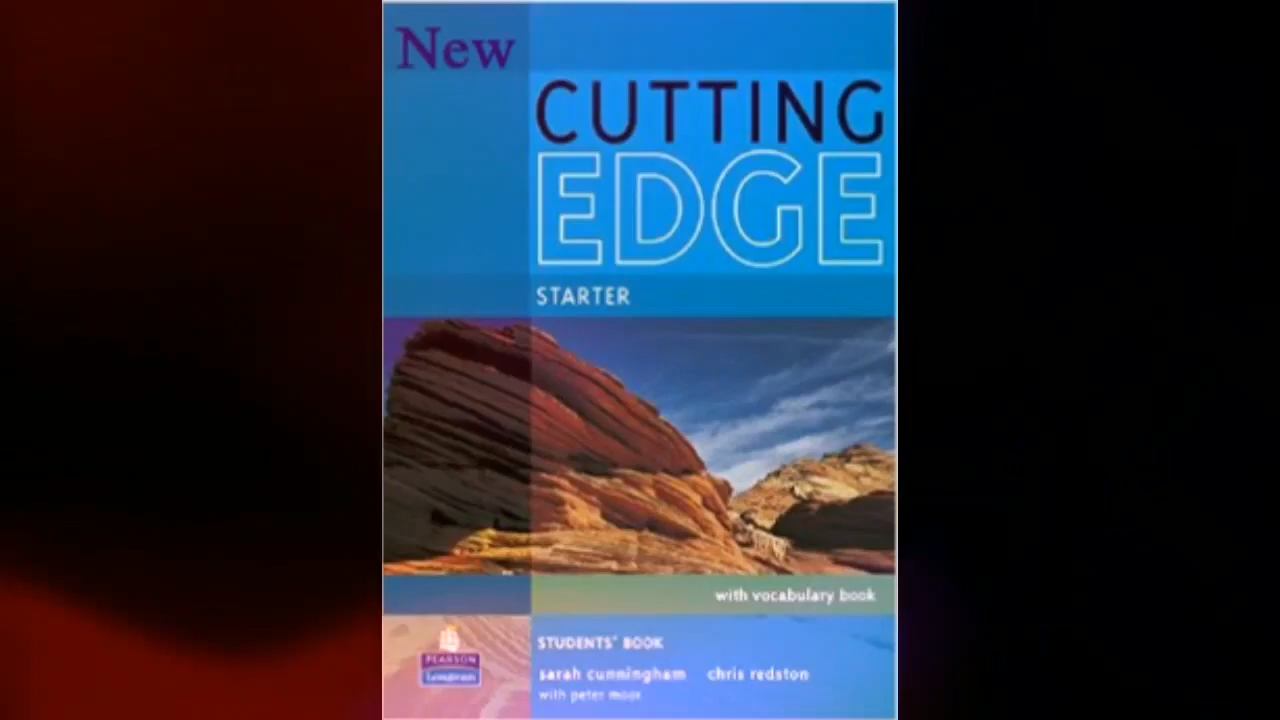 New
CUTTING
EDGE
STARTER
with vocabulary book
STUDENTS' BOOK
sarah cunningham chris redston
with peter moor
PEARSON
Longman